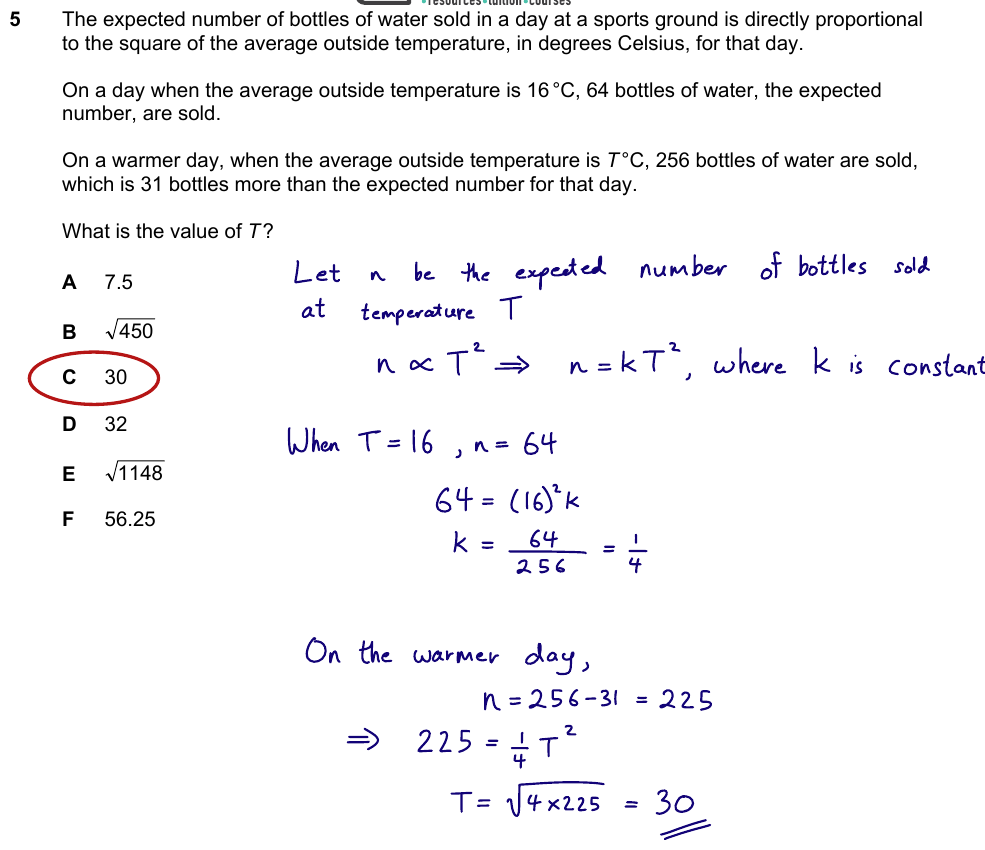 resources•tuition•courses
5 The expected number of bottles of water sold in a day at a sports ground is directly proportional
to the square of the average outside temperature, in degrees Celsius, for that day.
On a day when the average outside temperature is 16 °C, 64 bottles of water, the expected
number, are sold.
On a warmer day, when the average outside temperature is T°C, 256 bottles of water are sold,
which is 31 bottles more than the expected number for that day.
What is the value of T?
A 7.5
B √450
C 30
D 32
E √1148
F 56.25
Let n be the expected number of bottles sold
at temperature T
n ∝ T² ⇒ n = kT², where k is constant
When T = 16 , n = 64
64 = (16)² k
k = 64/256 = 1/4
On the warmer day,
n = 256 - 31 = 225
⇒ 225 = 1/4 T²
T = √(4×225) = 30